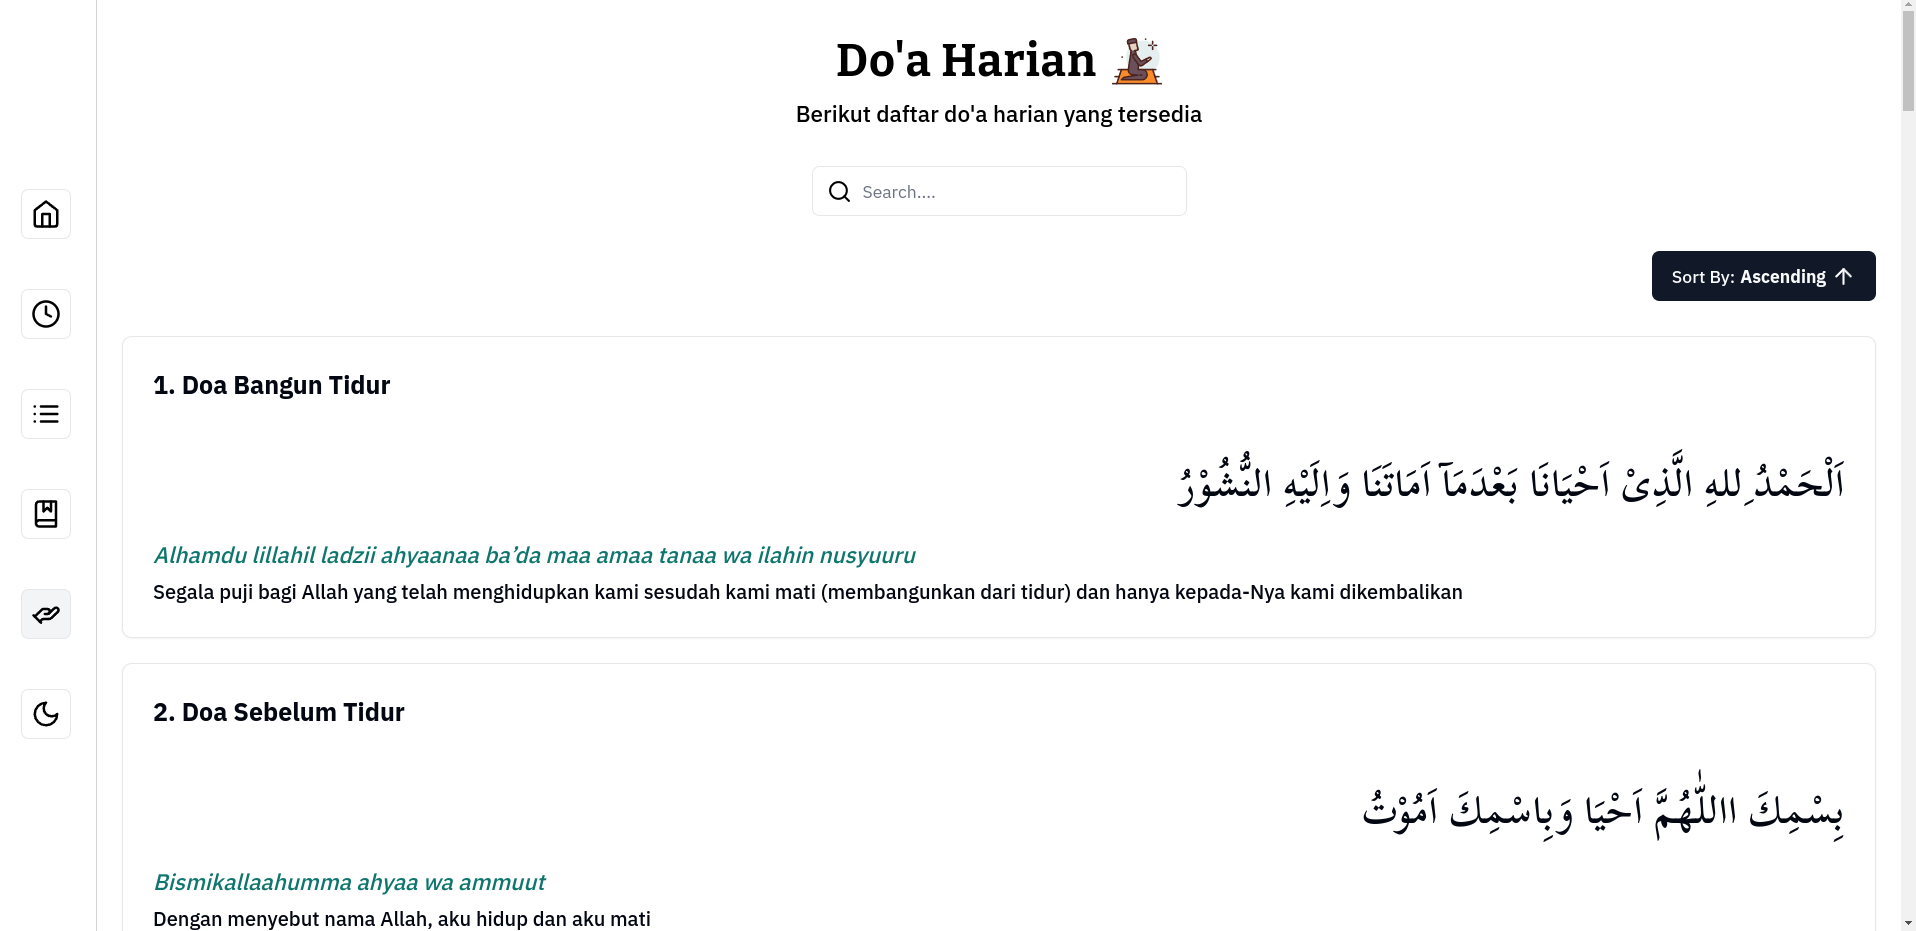 Do'a Harian
Berikut daftar do'a harian yang tersedia
Search....
Sort By: Ascending
1. Doa Bangun Tidur
اَلْحَمْدُ ِللهِ الَّذِىْ اَحْيَانَا بَعْدَمَآ اَمَاتَنَا وَاِلَيْهِ النُّشُوْرُ
Alhamdu lillahil ladzii ahyaanaa ba’da maa amaa tanaa wa ilahin nusyuuru
Segala puji bagi Allah yang telah menghidupkan kami sesudah kami mati (membangunkan dari tidur) dan hanya kepada-Nya kami dikembalikan
2. Doa Sebelum Tidur
بِسْمِكَ االلّٰهُمَّ اَحْيَا وَبِاسْمِكَ اَمُوْتُ
Bismikallaahumma ahyaa wa ammuut
Dengan menyebut nama Allah, aku hidup dan aku mati